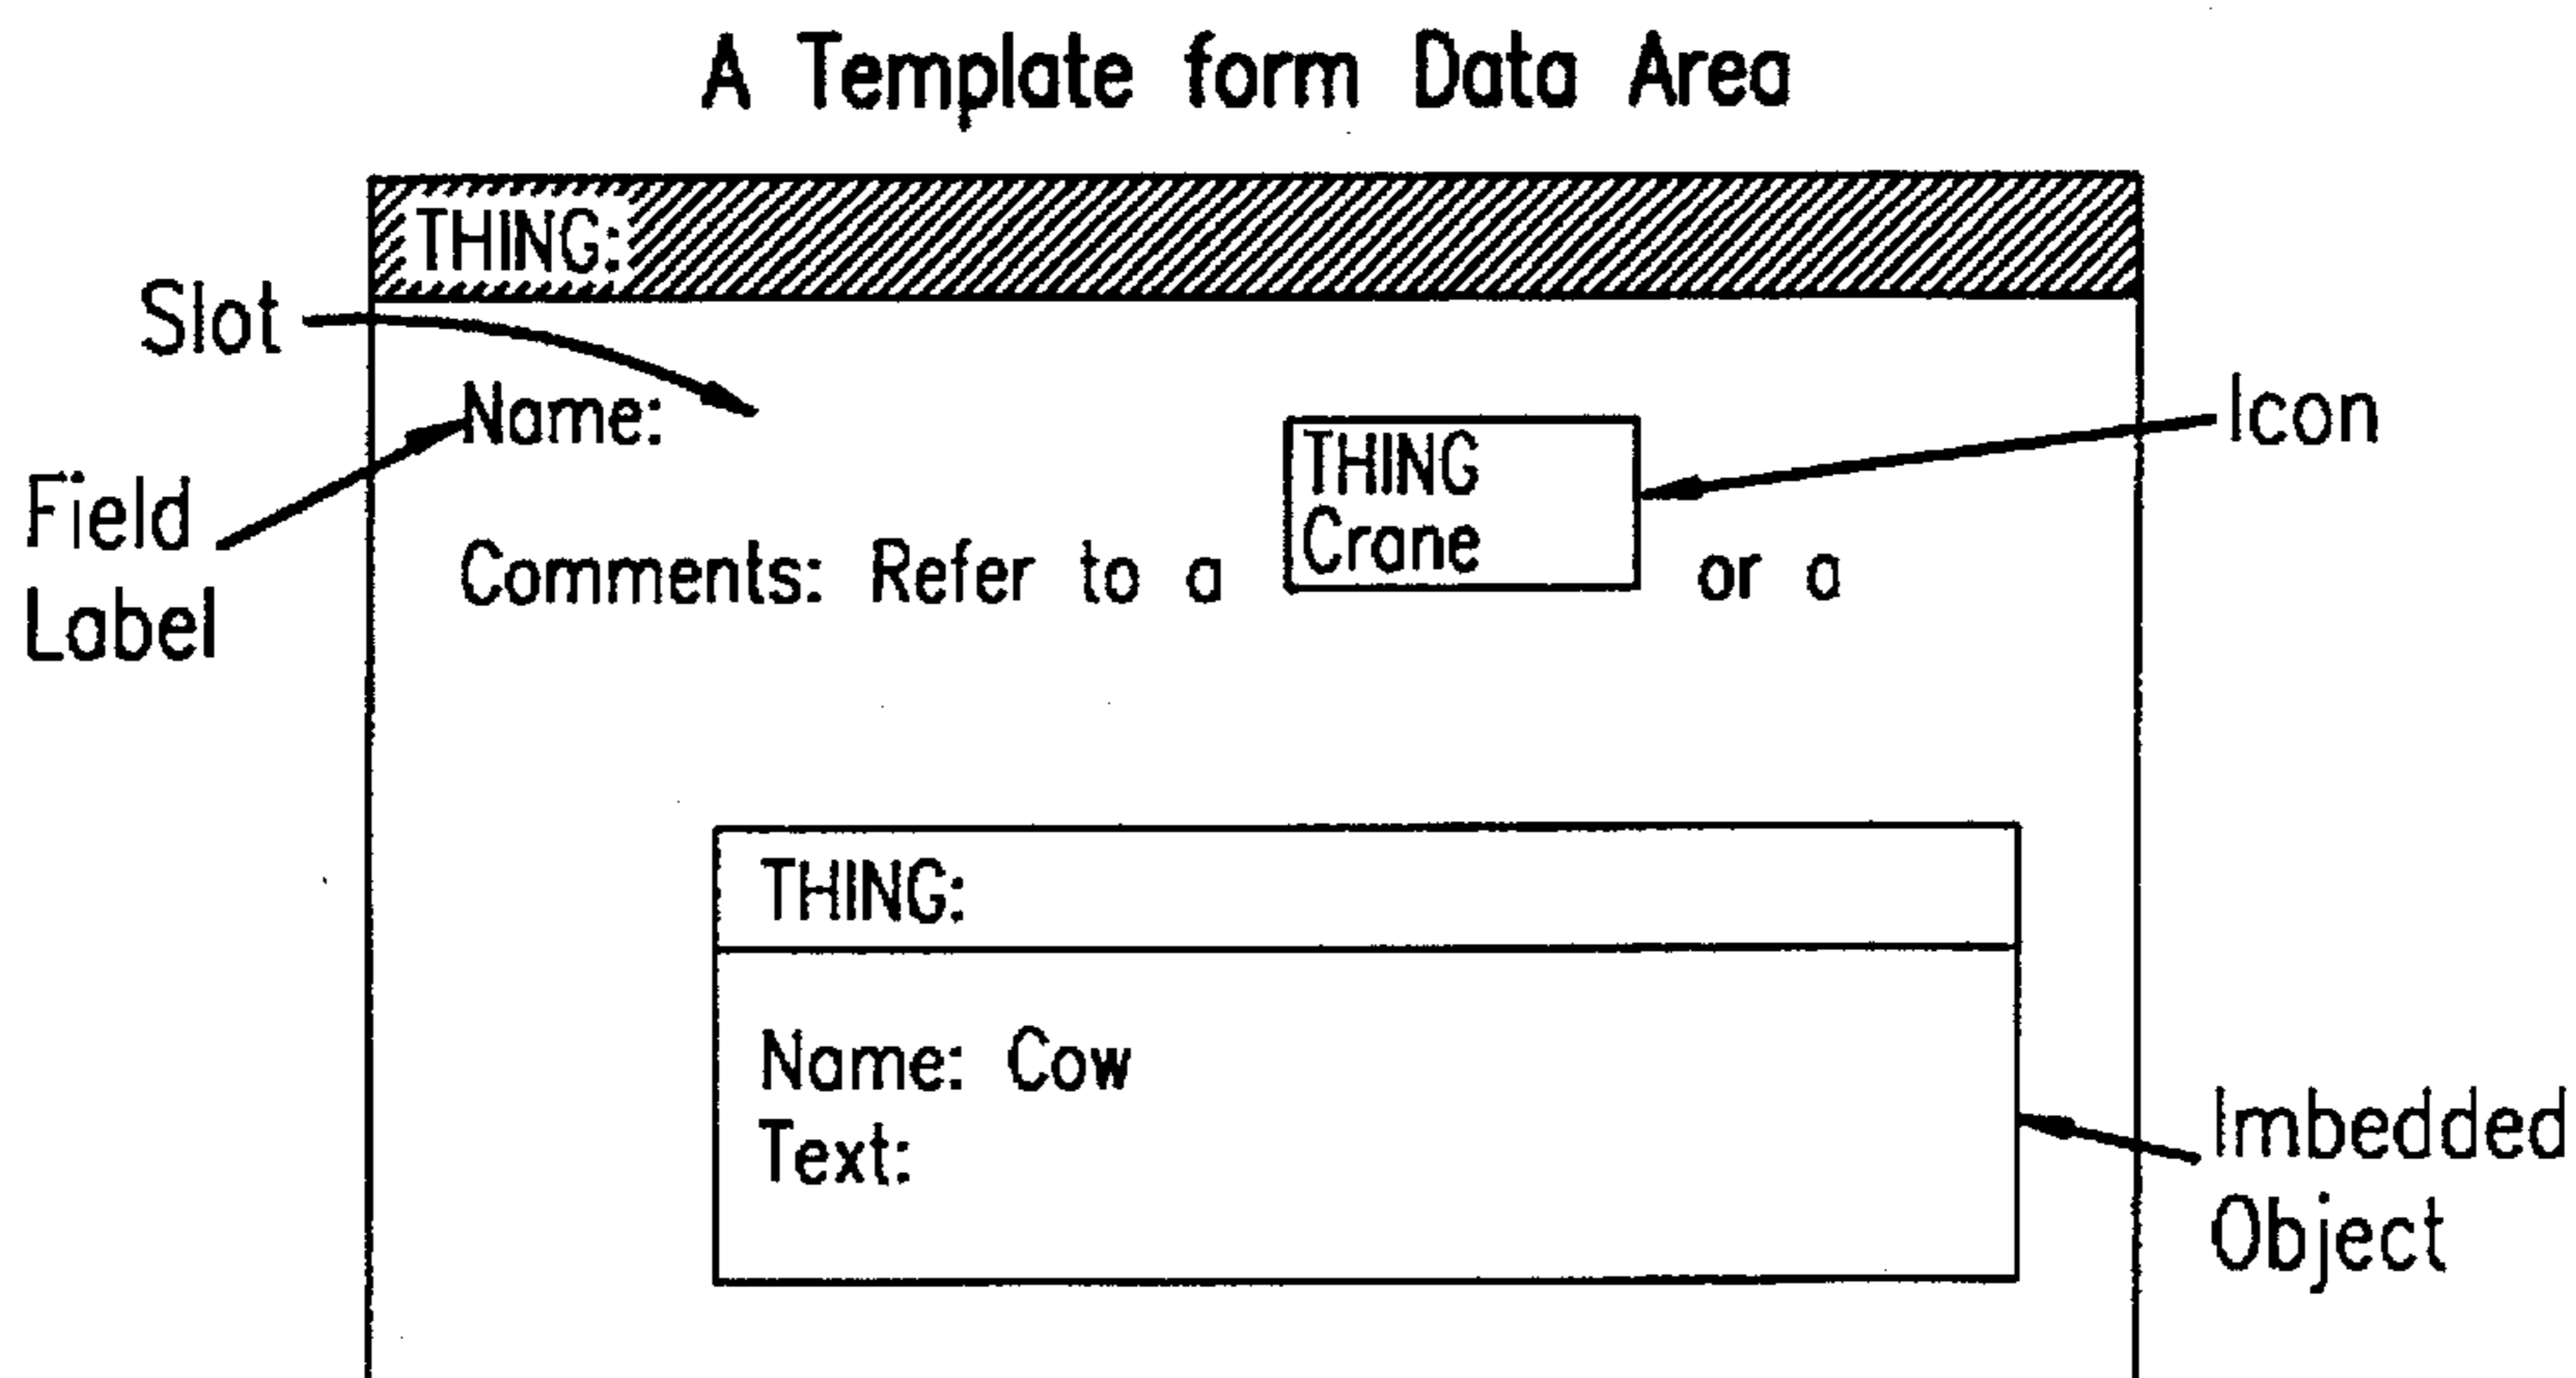 A Template form Data Area
THING:
Slot
Name:
Icon
Field
Label
THING
Crane
Comments: Refer to a
or a
THING:
Name: Cow
Text:
Imbedded
Object